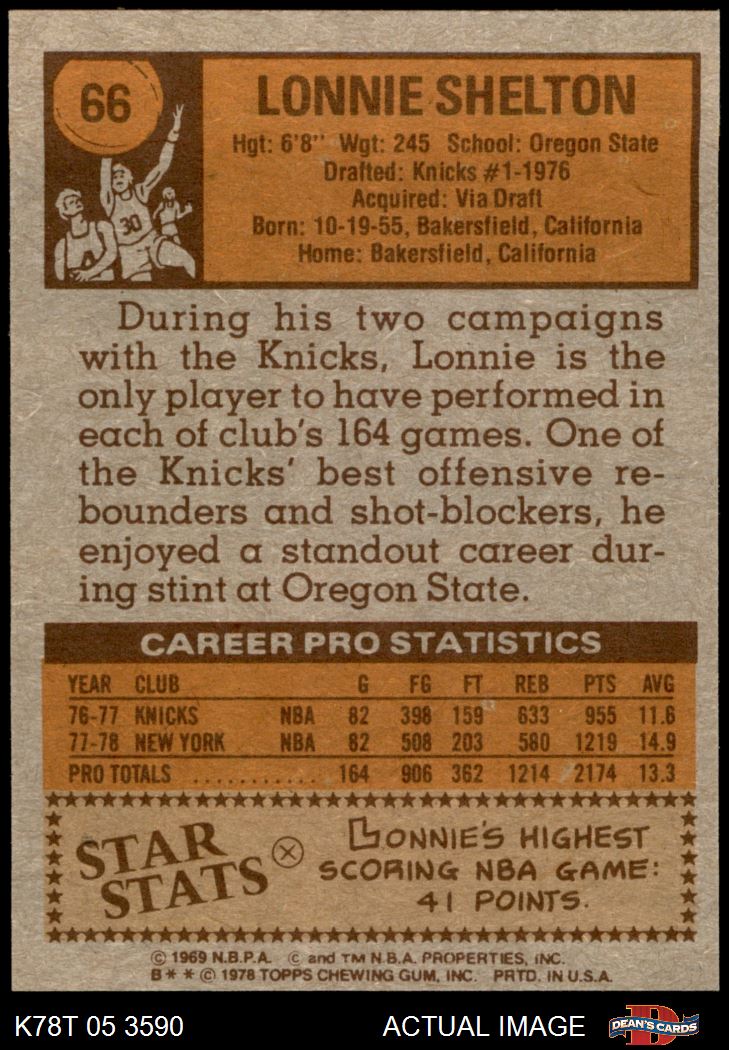 66
LONNIE SHELTON
Hgt: 6'8" Wgt: 245 School: Oregon State
Drafted: Knicks #1-1976
Acquired: Via Draft
Born: 10-19-55, Bakersfield, California
Home: Bakersfield, California
30
During his two campaigns
with the Knicks, Lonnie is the
only player to have performed in
each of club's 164 games. One of
the Knicks' best offensive re-
bounders and shot-blockers, he
enjoyed a standout career dur-
ing stint at Oregon State.
CAREER PRO STATISTICS
YEAR CLUB G FG FT REB PTS AVG
76-77 KNICKS NBA 82 398 159 633 955 11.6
77-78 NEW YORK NBA 82 508 203 580 1219 14.9
PRO TOTALS ........... 164 906 362 1214 2174 13.3
STAR
STATS
LONNIE'S HIGHEST
SCORING NBA GAME:
41 POINTS.
© 1969 N.B.P.A. © and TM N.B.A. PROPERTIES, INC.
B * * © 1978 TOPPS CHEWING GUM, INC. PRTD. IN U.S.A.
K78T 05 3590 ACTUAL IMAGE DEAN'S CARDS